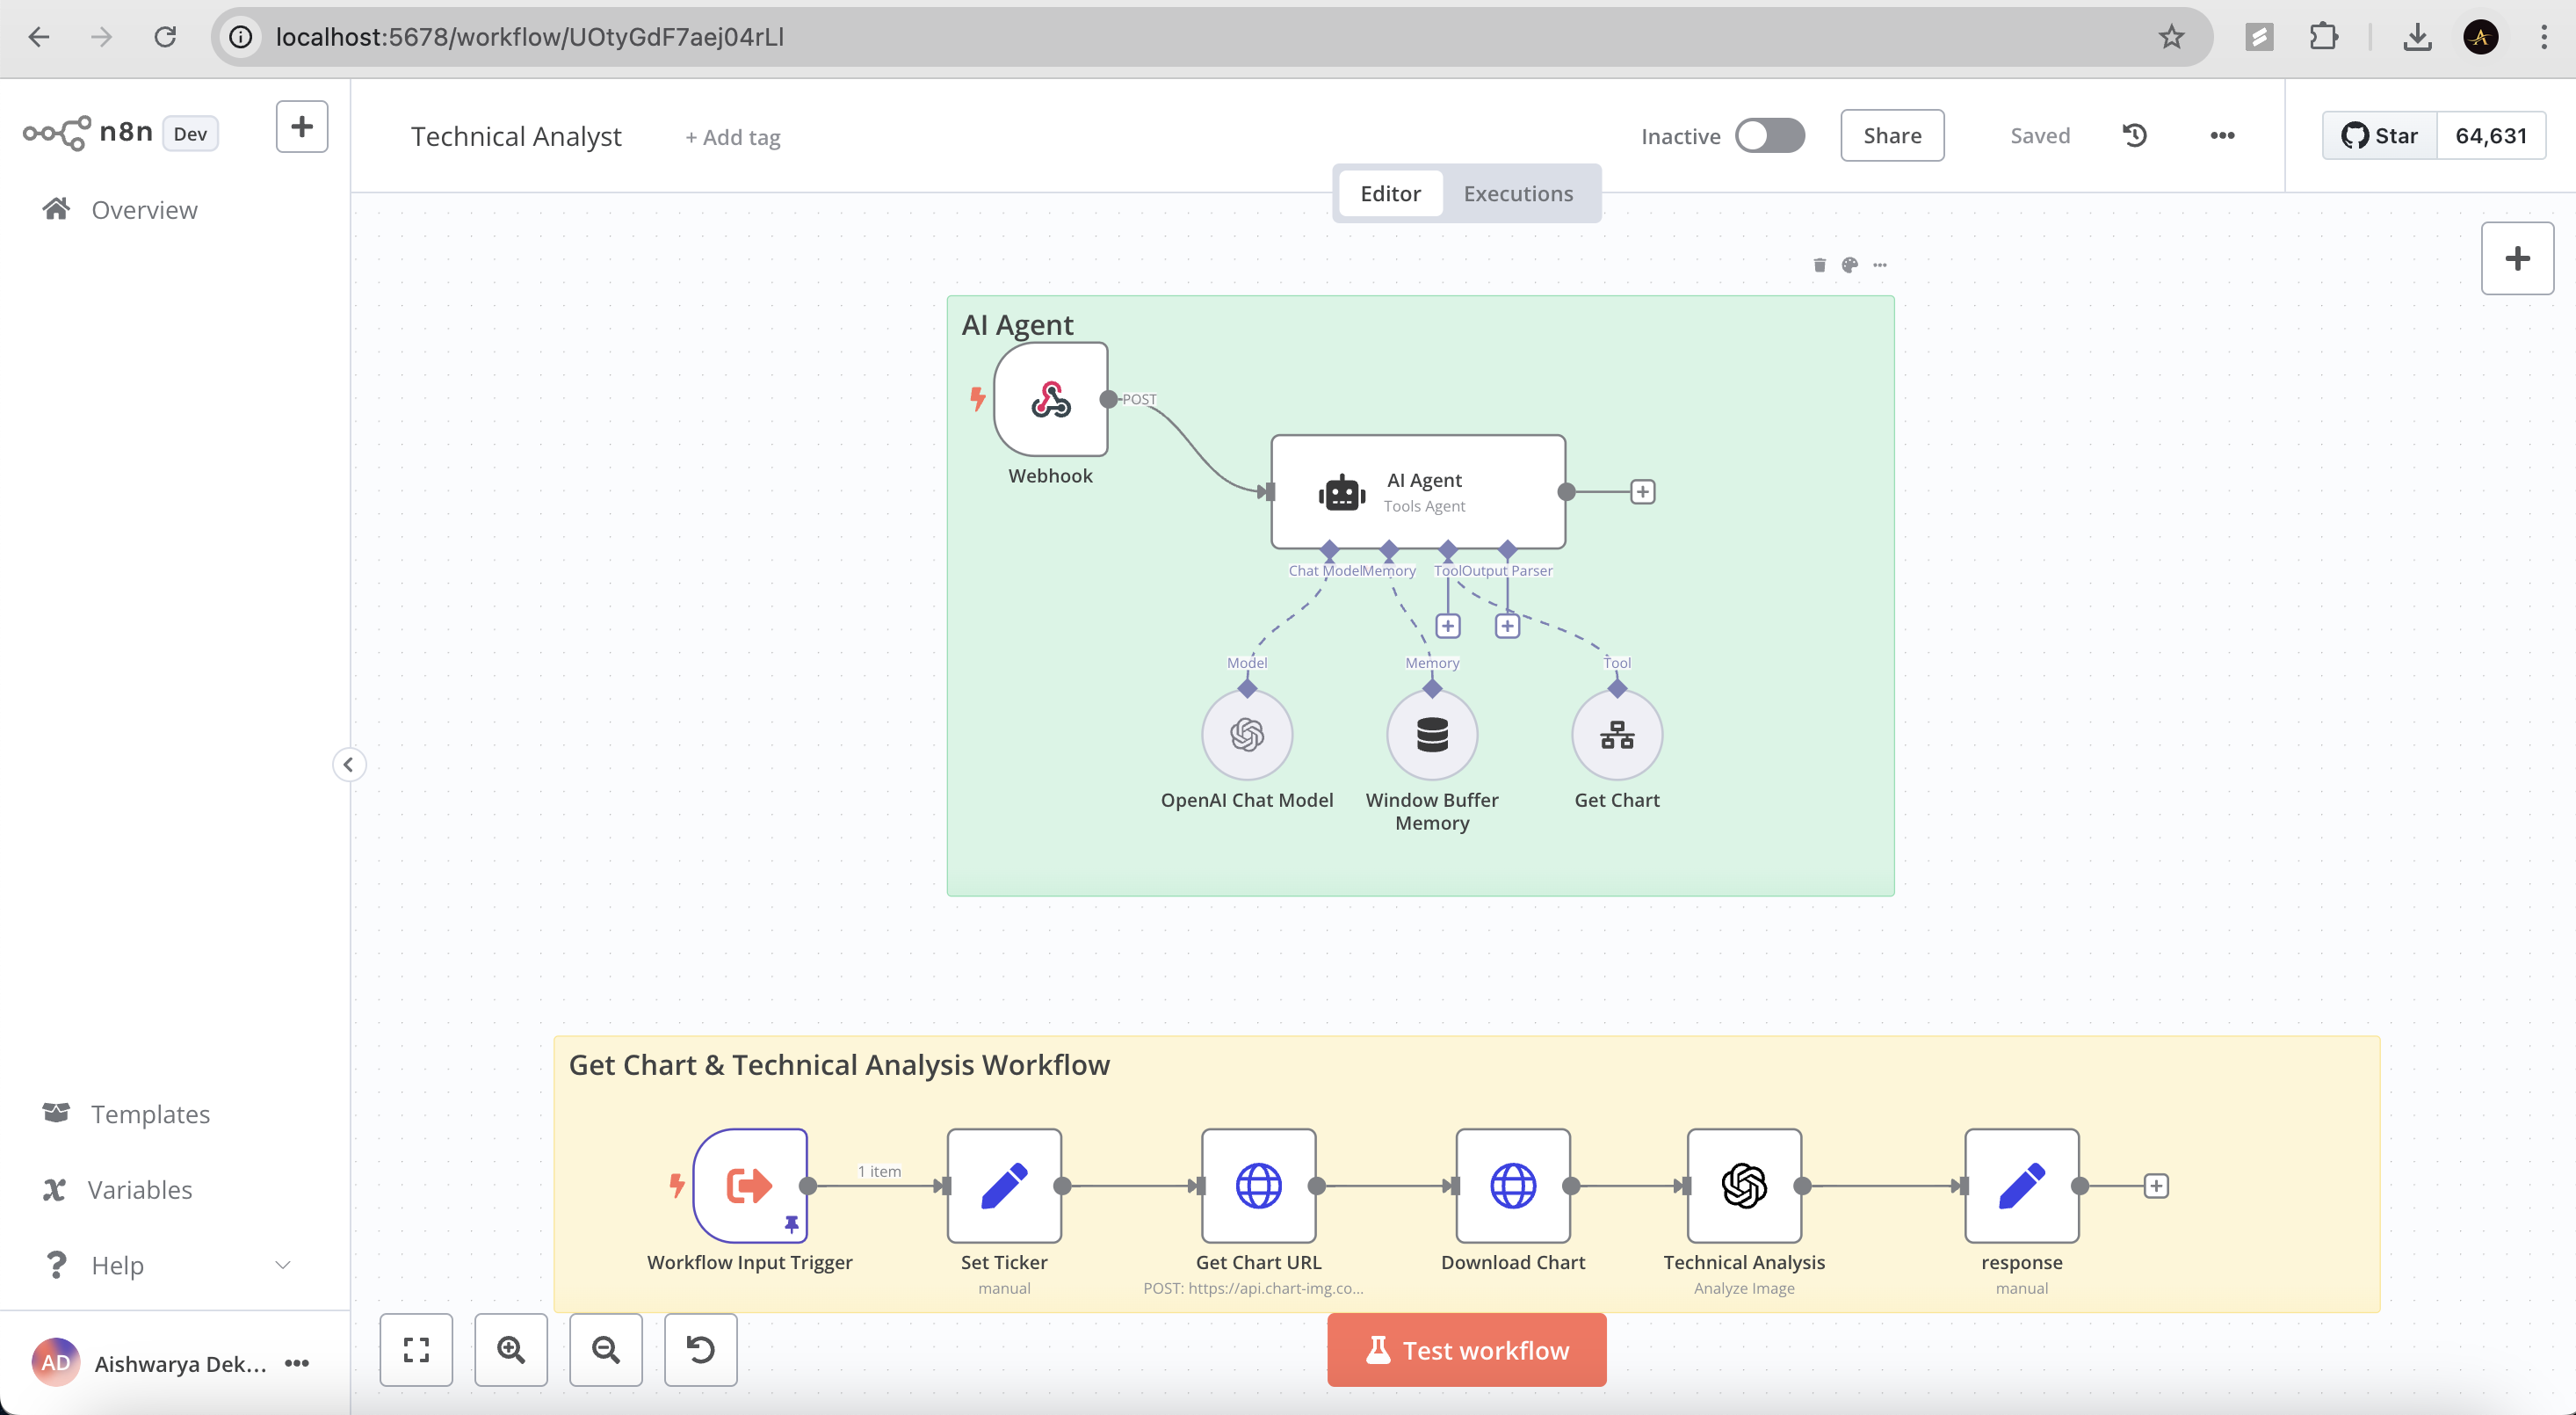 localhost:5678/workflow/UOtyGdF7aej04rLl
n8n Dev
Overview
Technical Analyst
+ Add tag
Inactive
Share
Saved
Star 64,631
Editor Executions
AI Agent
POST
Webhook
AI Agent
Tools Agent
Chat Model Memory Tool Output Parser
Model Memory Tool
OpenAI Chat Model
Window Buffer
Memory
Get Chart
Get Chart & Technical Analysis Workflow
1 item
Workflow Input Trigger
Set Ticker
manual
Get Chart URL
POST: https://api.chart-img.co...
Download Chart
Technical Analysis
Analyze Image
response
manual
Templates
Variables
Help
AD Aishwarya Dek...
Test workflow